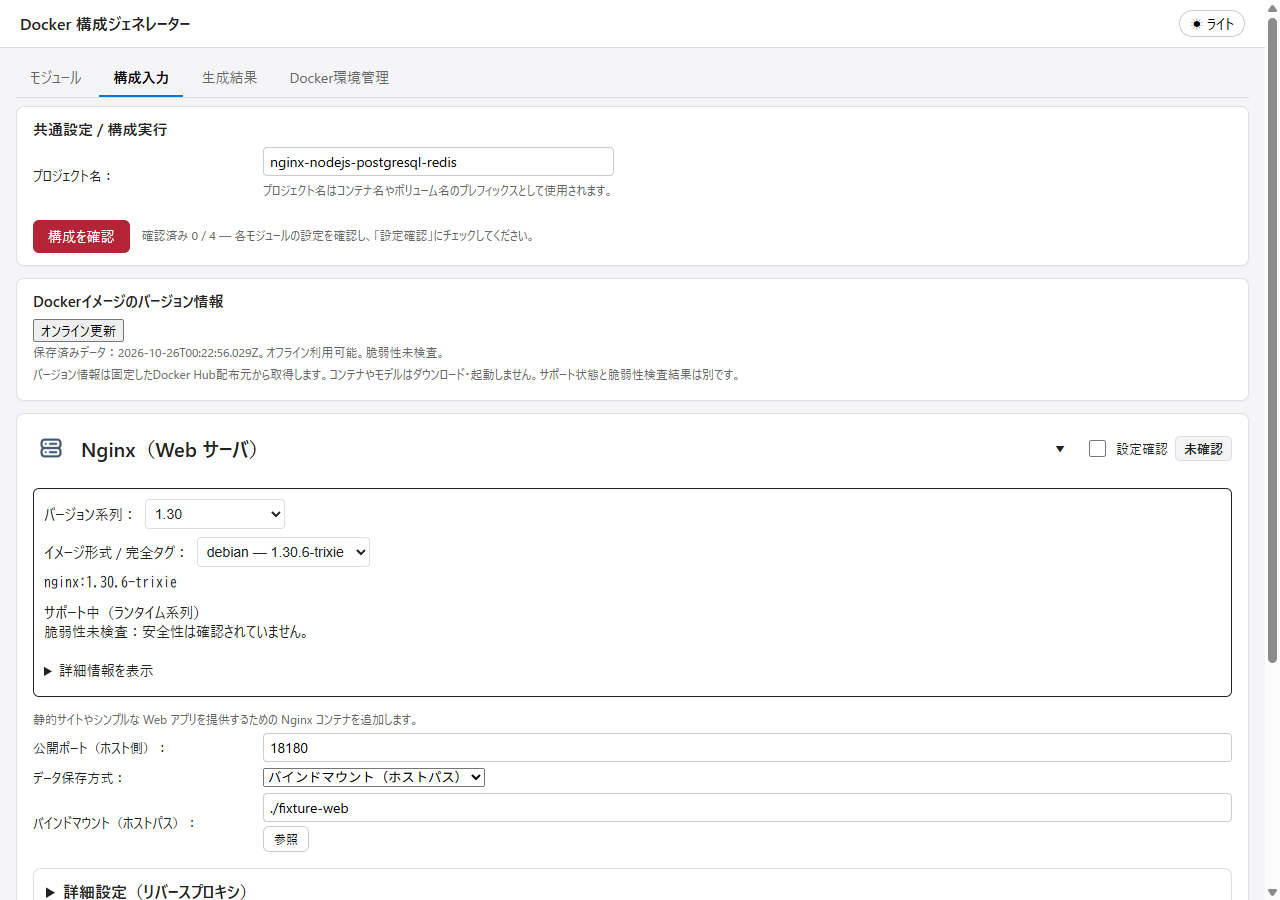 Docker 構成ジェネレーター
ライト
モジュール 構成入力 生成結果 Docker環境管理
共通設定 / 構成実行
プロジェクト名： nginx-nodejs-postgresql-redis
プロジェクト名はコンテナ名やボリューム名のプレフィックスとして使用されます。
構成を確認 確認済み 0 / 4 — 各モジュールの設定を確認し、「設定確認」にチェックしてください。
Dockerイメージのバージョン情報
オンライン更新
保存済みデータ：2026-10-26T00:22:56.029Z。オフライン利用可能。脆弱性未検査。
バージョン情報は固定したDocker Hub配布元から取得します。コンテナやモデルはダウンロード・起動しません。サポート状態と脆弱性検査結果は別です。
Nginx（Web サーバ） ▼ 設定確認 未確認
バージョン系列： 1.30
イメージ形式 / 完全タグ： debian — 1.30.6-trixie
nginx:1.30.6-trixie
サポート中（ランタイム系列）
脆弱性未検査：安全性は確認されていません。
▶ 詳細情報を表示
静的サイトやシンプルな Web アプリを提供するための Nginx コンテナを追加します。
公開ポート（ホスト側）： 18180
データ保存方式： バインドマウント（ホストパス）
バインドマウント（ホストパス）： ./fixture-web
参照
▶ 詳細設定（リバースプロキシ）